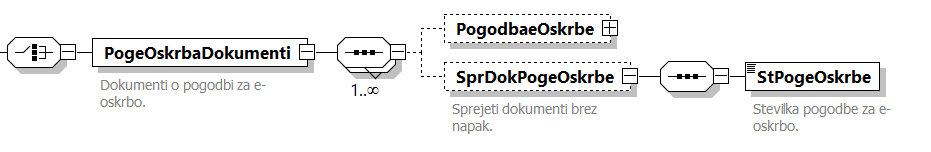 PogeOskrbaDokumenti
Dokumenti o pogodbi za e-
oskrbo.
1..∞
PogodbaeOskrbe
SprDokPogeOskrbe
Sprejeti dokumenti brez
napak.
StPogeOskrbe
Stevilka pogodbe za e-
oskrbo.